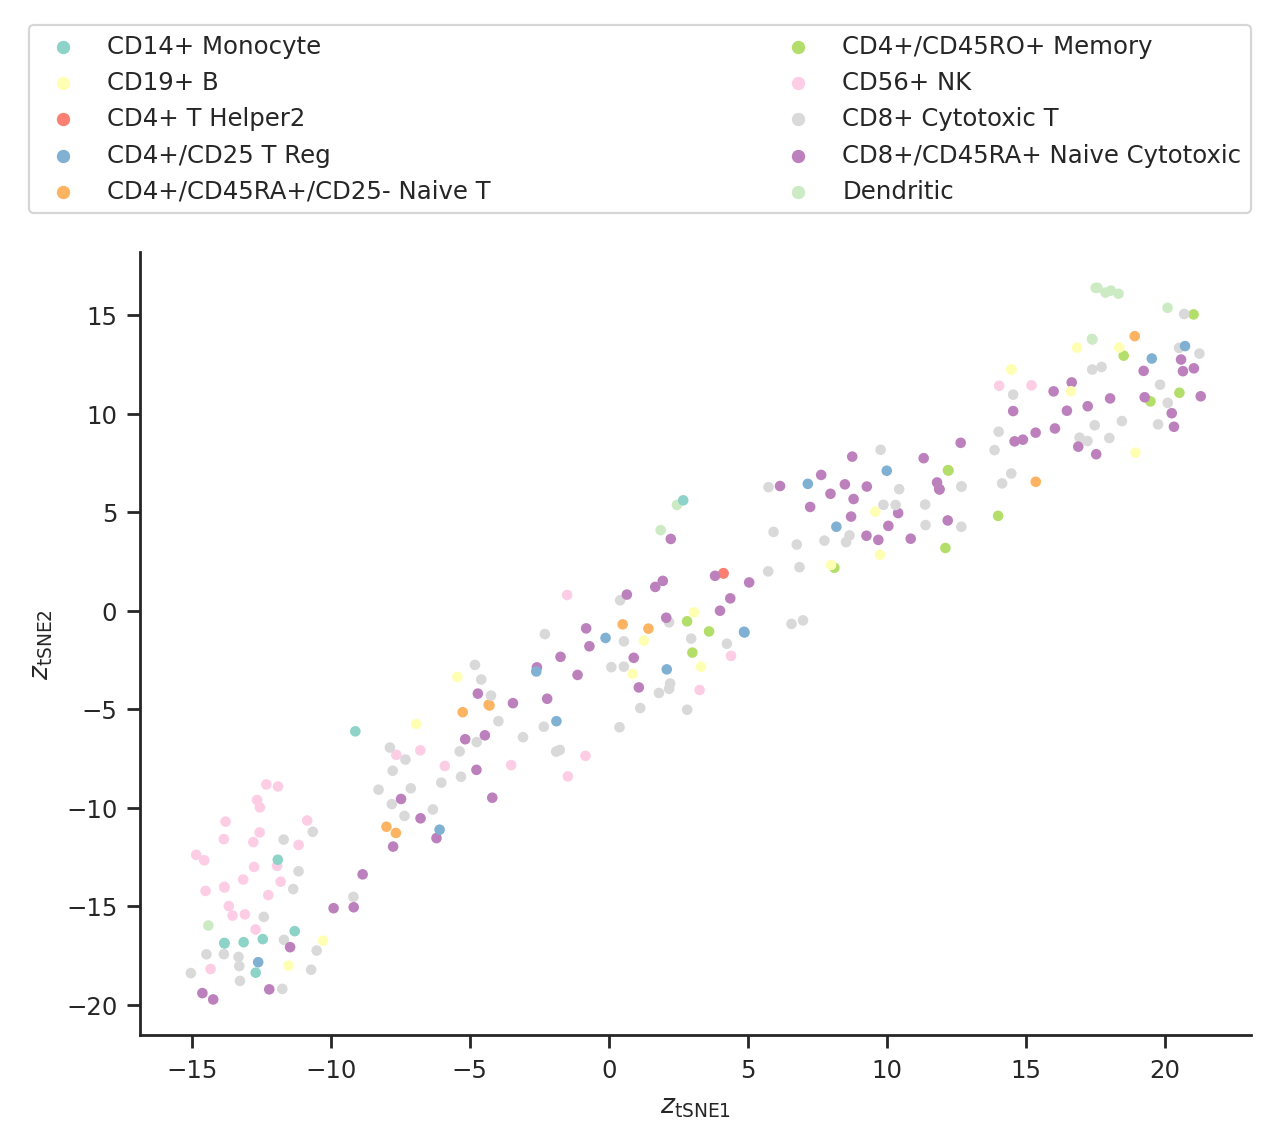 CD14+ Monocyte
CD19+ B
CD4+ T Helper2
CD4+/CD25 T Reg
CD4+/CD45RA+/CD25- Naive T
CD4+/CD45RO+ Memory
CD56+ NK
CD8+ Cytotoxic T
CD8+/CD45RA+ Naive Cytotoxic
Dendritic
15
10
5
0
−5
−10
−15
−20
z_tSNE2
−15 −10 −5 0 5 10 15 20
z_tSNE1